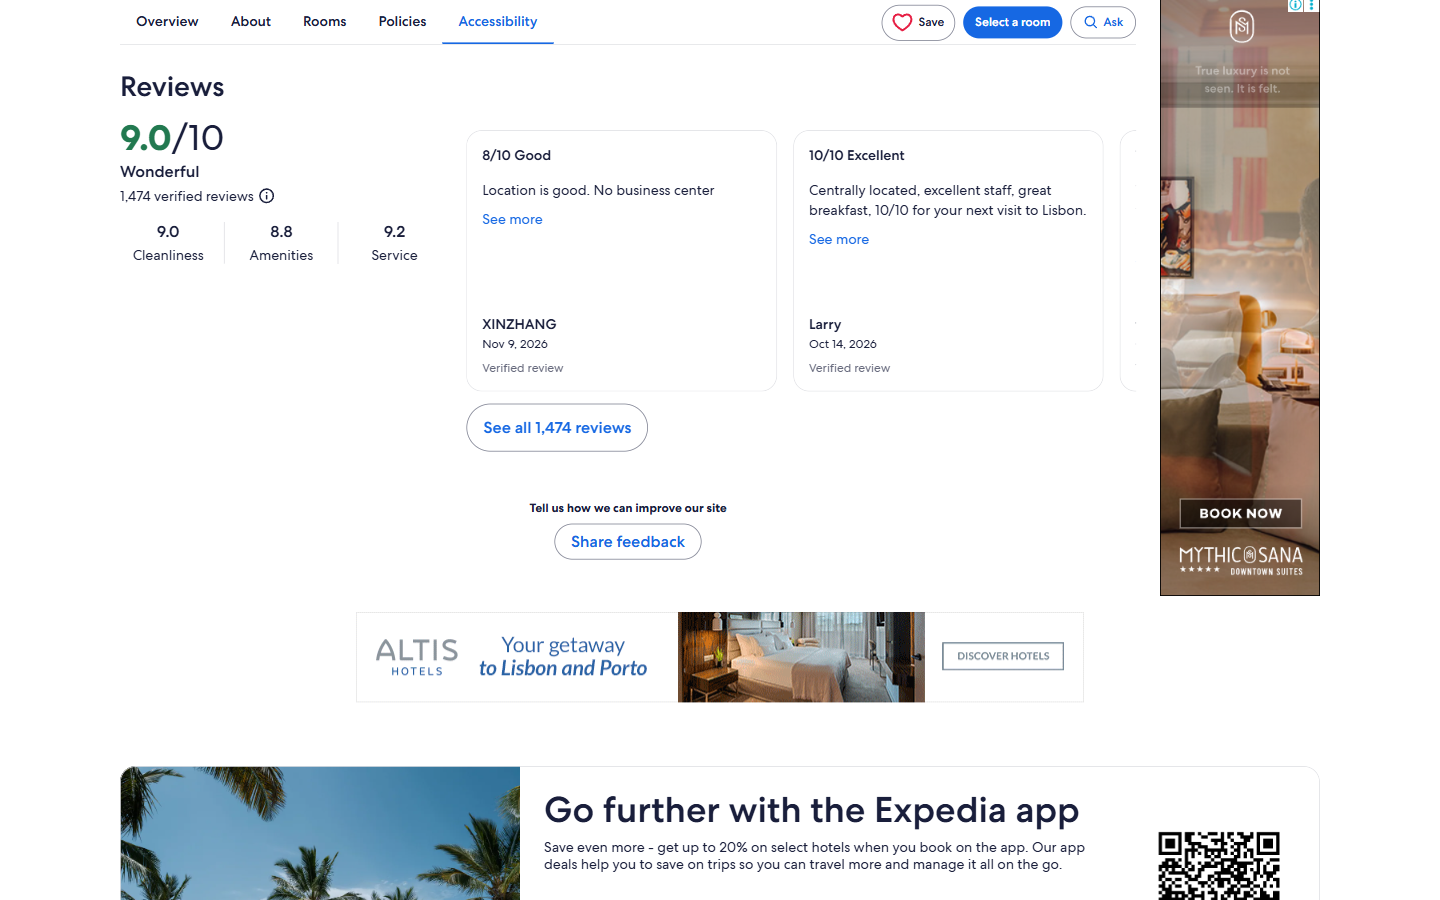 Overview About Rooms Policies Accessibility Save Select a room Ask
Reviews
9.0/10
Wonderful
1,474 verified reviews
9.0
Cleanliness
8.8
Amenities
9.2
Service
8/10 Good
Location is good. No business center
See more
XINZHANG
Nov 9, 2026
Verified review
10/10 Excellent
Centrally located, excellent staff, great
breakfast, 10/10 for your next visit to Lisbon.
See more
Larry
Oct 14, 2026
Verified review
See all 1,474 reviews
Tell us how we can improve our site
Share feedback
True luxury is not
seen. It is felt.
BOOK NOW
MYTHIC SANA
DOWNTOWN SUITES
ALTIS
HOTELS
Your getaway
to Lisbon and Porto
DISCOVER HOTELS
Go further with the Expedia app
Save even more - get up to 20% on select hotels when you book on the app. Our app
deals help you to save on trips so you can travel more and manage it all on the go.